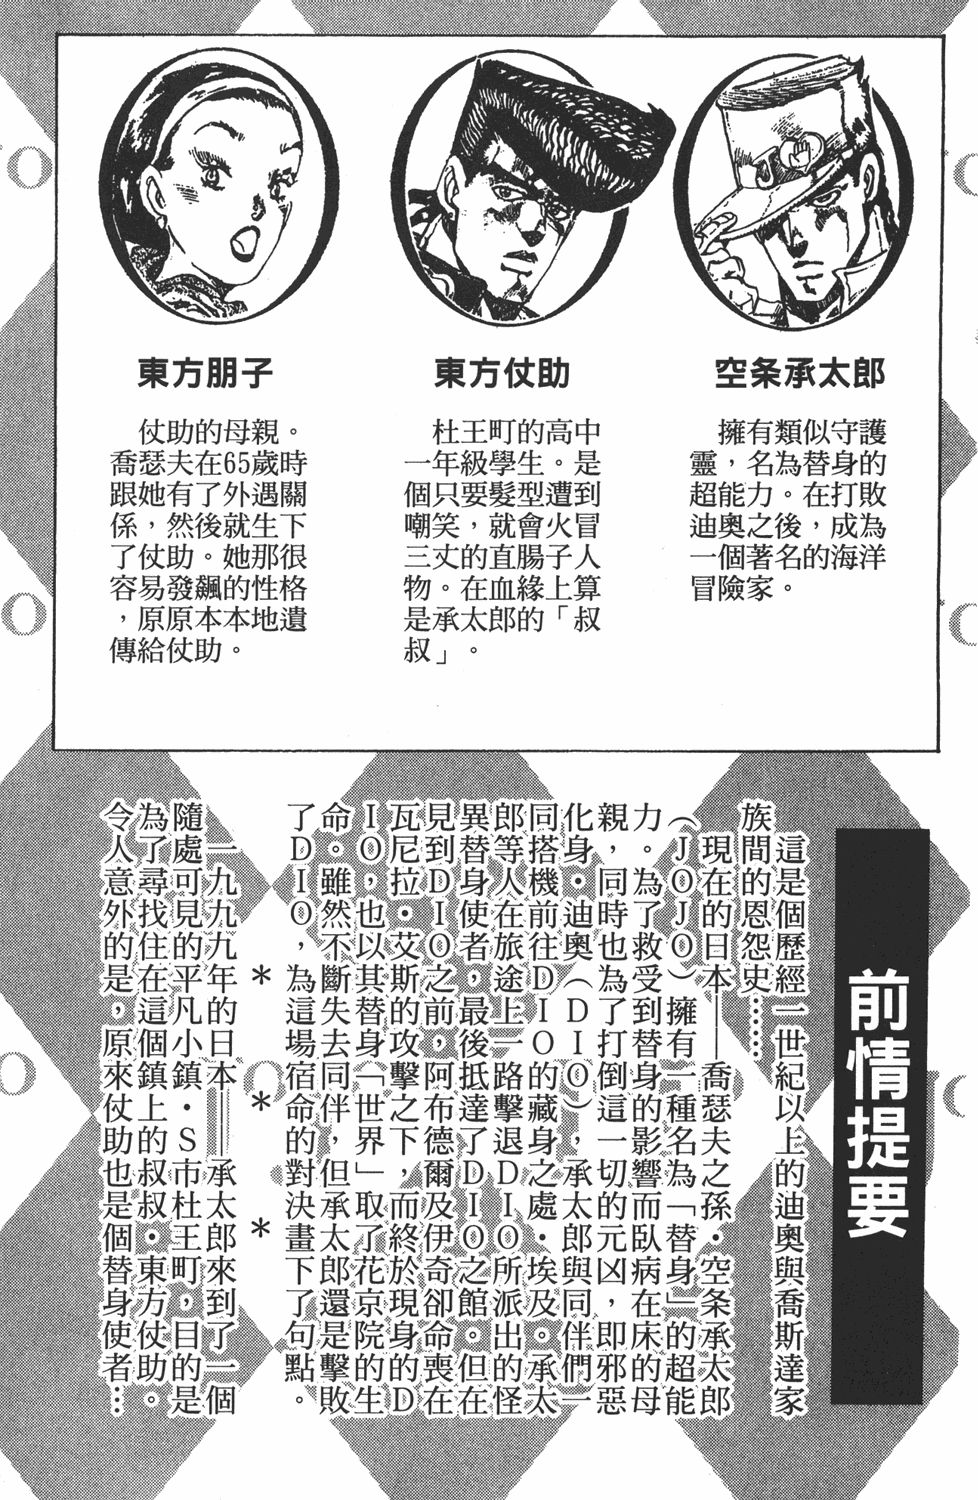 空条承太郎
擁有類似守護
靈，名為替身的
超能力。在打敗
迪奧之後，成為
一個著名的海洋
冒險家。
東方仗助
杜王町的高中
一年級學生。是
個只要髮型遭到
嘲笑，就會火冒
三丈的直腸子人
物。在血緣上算
是承太郎的「叔
叔」。
東方朋子
仗助的母親。
喬瑟夫在65歲時
跟她有了外遇關
係，然後就生下
了仗助。她那很
容易發飆的性格
，原原本本地遺
傳給仗助。
前情提要
這是個歷經一世紀以上的迪奧與喬斯達家
族間的恩怨史……
現在的日本——喬瑟夫之孫・空条承太郎
（ＪＯＪＯ）擁有一種名為「替身」的超能
力。為了救受到替身的影響而臥病在床的母
親，同時也為了打倒這一切的元凶，即邪惡
化身・迪奧（ＤＩＯ），承太郎與同伴們一
同搭機前往ＤＩＯ的藏身之處・埃及。承太
郎等人在旅途上一路擊退ＤＩＯ所派出的怪
異替身使者，最後抵達了ＤＩＯ之館。但在
見到ＤＩＯ之前，阿布德爾及伊奇卻命喪在
瓦尼拉・艾斯的攻擊之下，而終於現身的Ｄ
ＩＯ，也以其替身「世界」取了花京院的生
命。雖然不斷失去同伴，但承太郎還是擊敗
了ＤＩＯ，為這場宿命的對決畫下了句點。
＊＊＊
一九九九年的日本——承太郎來到了一個
隨處可見的平凡小鎮・Ｓ市杜王町，目的是
為了尋找住在這個鎮上的叔叔・東方仗助。
令人意外的是，原來仗助也是個替身使者…